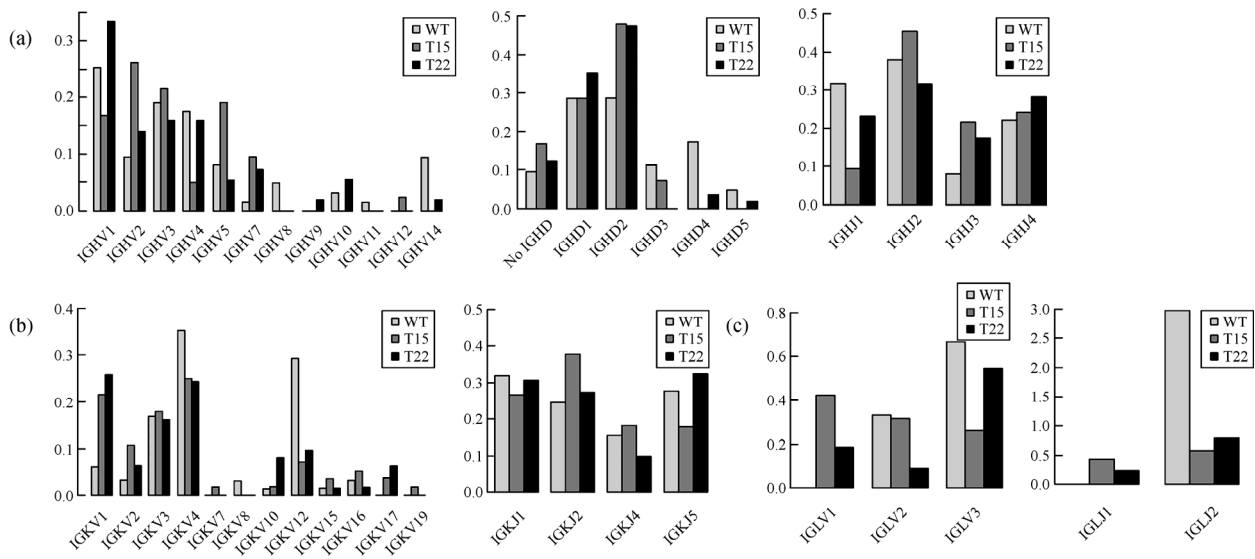 (a)
0.3
0.2
0.1
0.0
WT
T15
T22
IGHV1
IGHV2
IGHV3
IGHV4
IGHV5
IGHV7
IGHV8
IGHV9
IGHV10
IGHV11
IGHV12
IGHV14
0.5
0.4
0.3
0.2
0.1
0.0
WT
T15
T22
No IGHD
IGHD1
IGHD2
IGHD3
IGHD4
IGHD5
0.5
0.4
0.3
0.2
0.1
0.0
WT
T15
T22
IGHJ1
IGHJ2
IGHJ3
IGHJ4
(b)
0.4
0.3
0.2
0.1
0.0
WT
T15
T22
IGKV1
IGKV2
IGKV3
IGKV4
IGKV7
IGKV8
IGKV10
IGKV12
IGKV15
IGKV16
IGKV17
IGKV19
0.5
0.4
0.3
0.2
0.1
0.0
WT
T15
T22
IGKJ1
IGKJ2
IGKJ4
IGKJ5
(c)
0.8
0.6
0.4
0.2
0.0
WT
T15
T22
IGLV1
IGLV2
IGLV3
3.0
2.5
1.5
1.0
0.5
0.0
WT
T15
T22
IGLJ1
IGLJ2